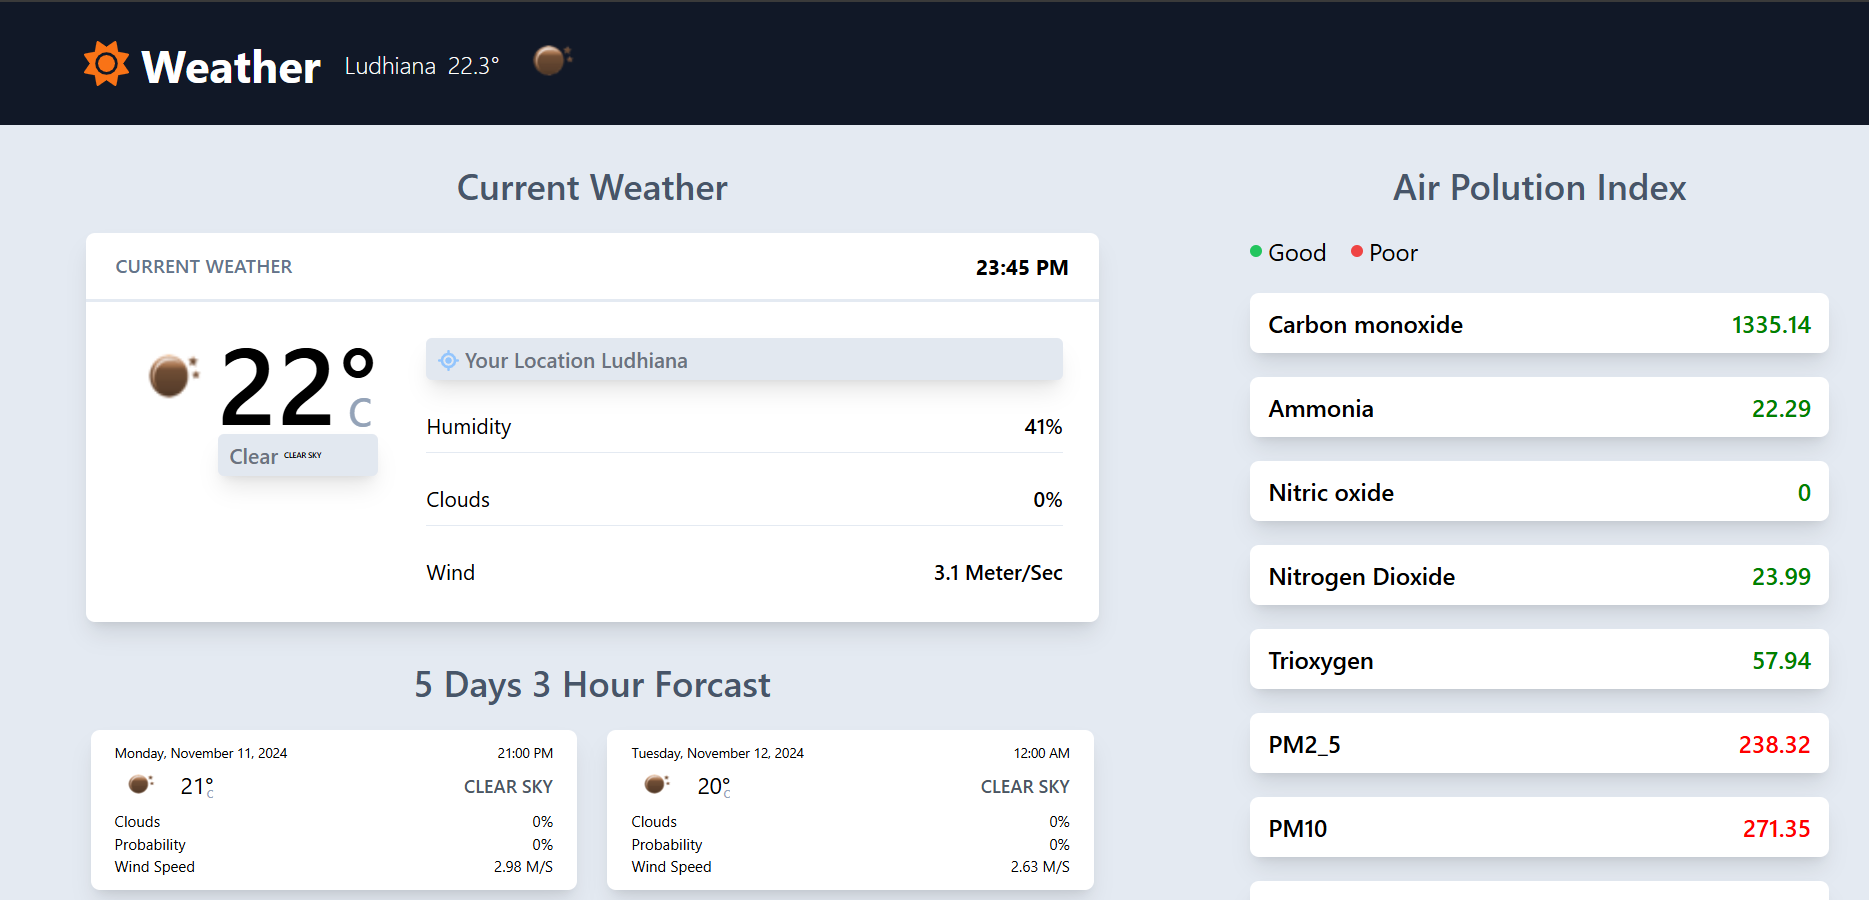 Weather Ludhiana 22.3°
Current Weather
CURRENT WEATHER 23:45 PM
22°
C
Clear CLEAR SKY
Your Location Ludhiana
Humidity 41%
Clouds 0%
Wind 3.1 Meter/Sec
5 Days 3 Hour Forcast
Monday, November 11, 2024 21:00 PM
21°
C
CLEAR SKY
Clouds 0%
Probability 0%
Wind Speed 2.98 M/S
Tuesday, November 12, 2024 12:00 AM
20°
C
CLEAR SKY
Clouds 0%
Probability 0%
Wind Speed 2.63 M/S
Air Polution Index
Good Poor
Carbon monoxide 1335.14
Ammonia 22.29
Nitric oxide 0
Nitrogen Dioxide 23.99
Trioxygen 57.94
PM2_5 238.32
PM10 271.35